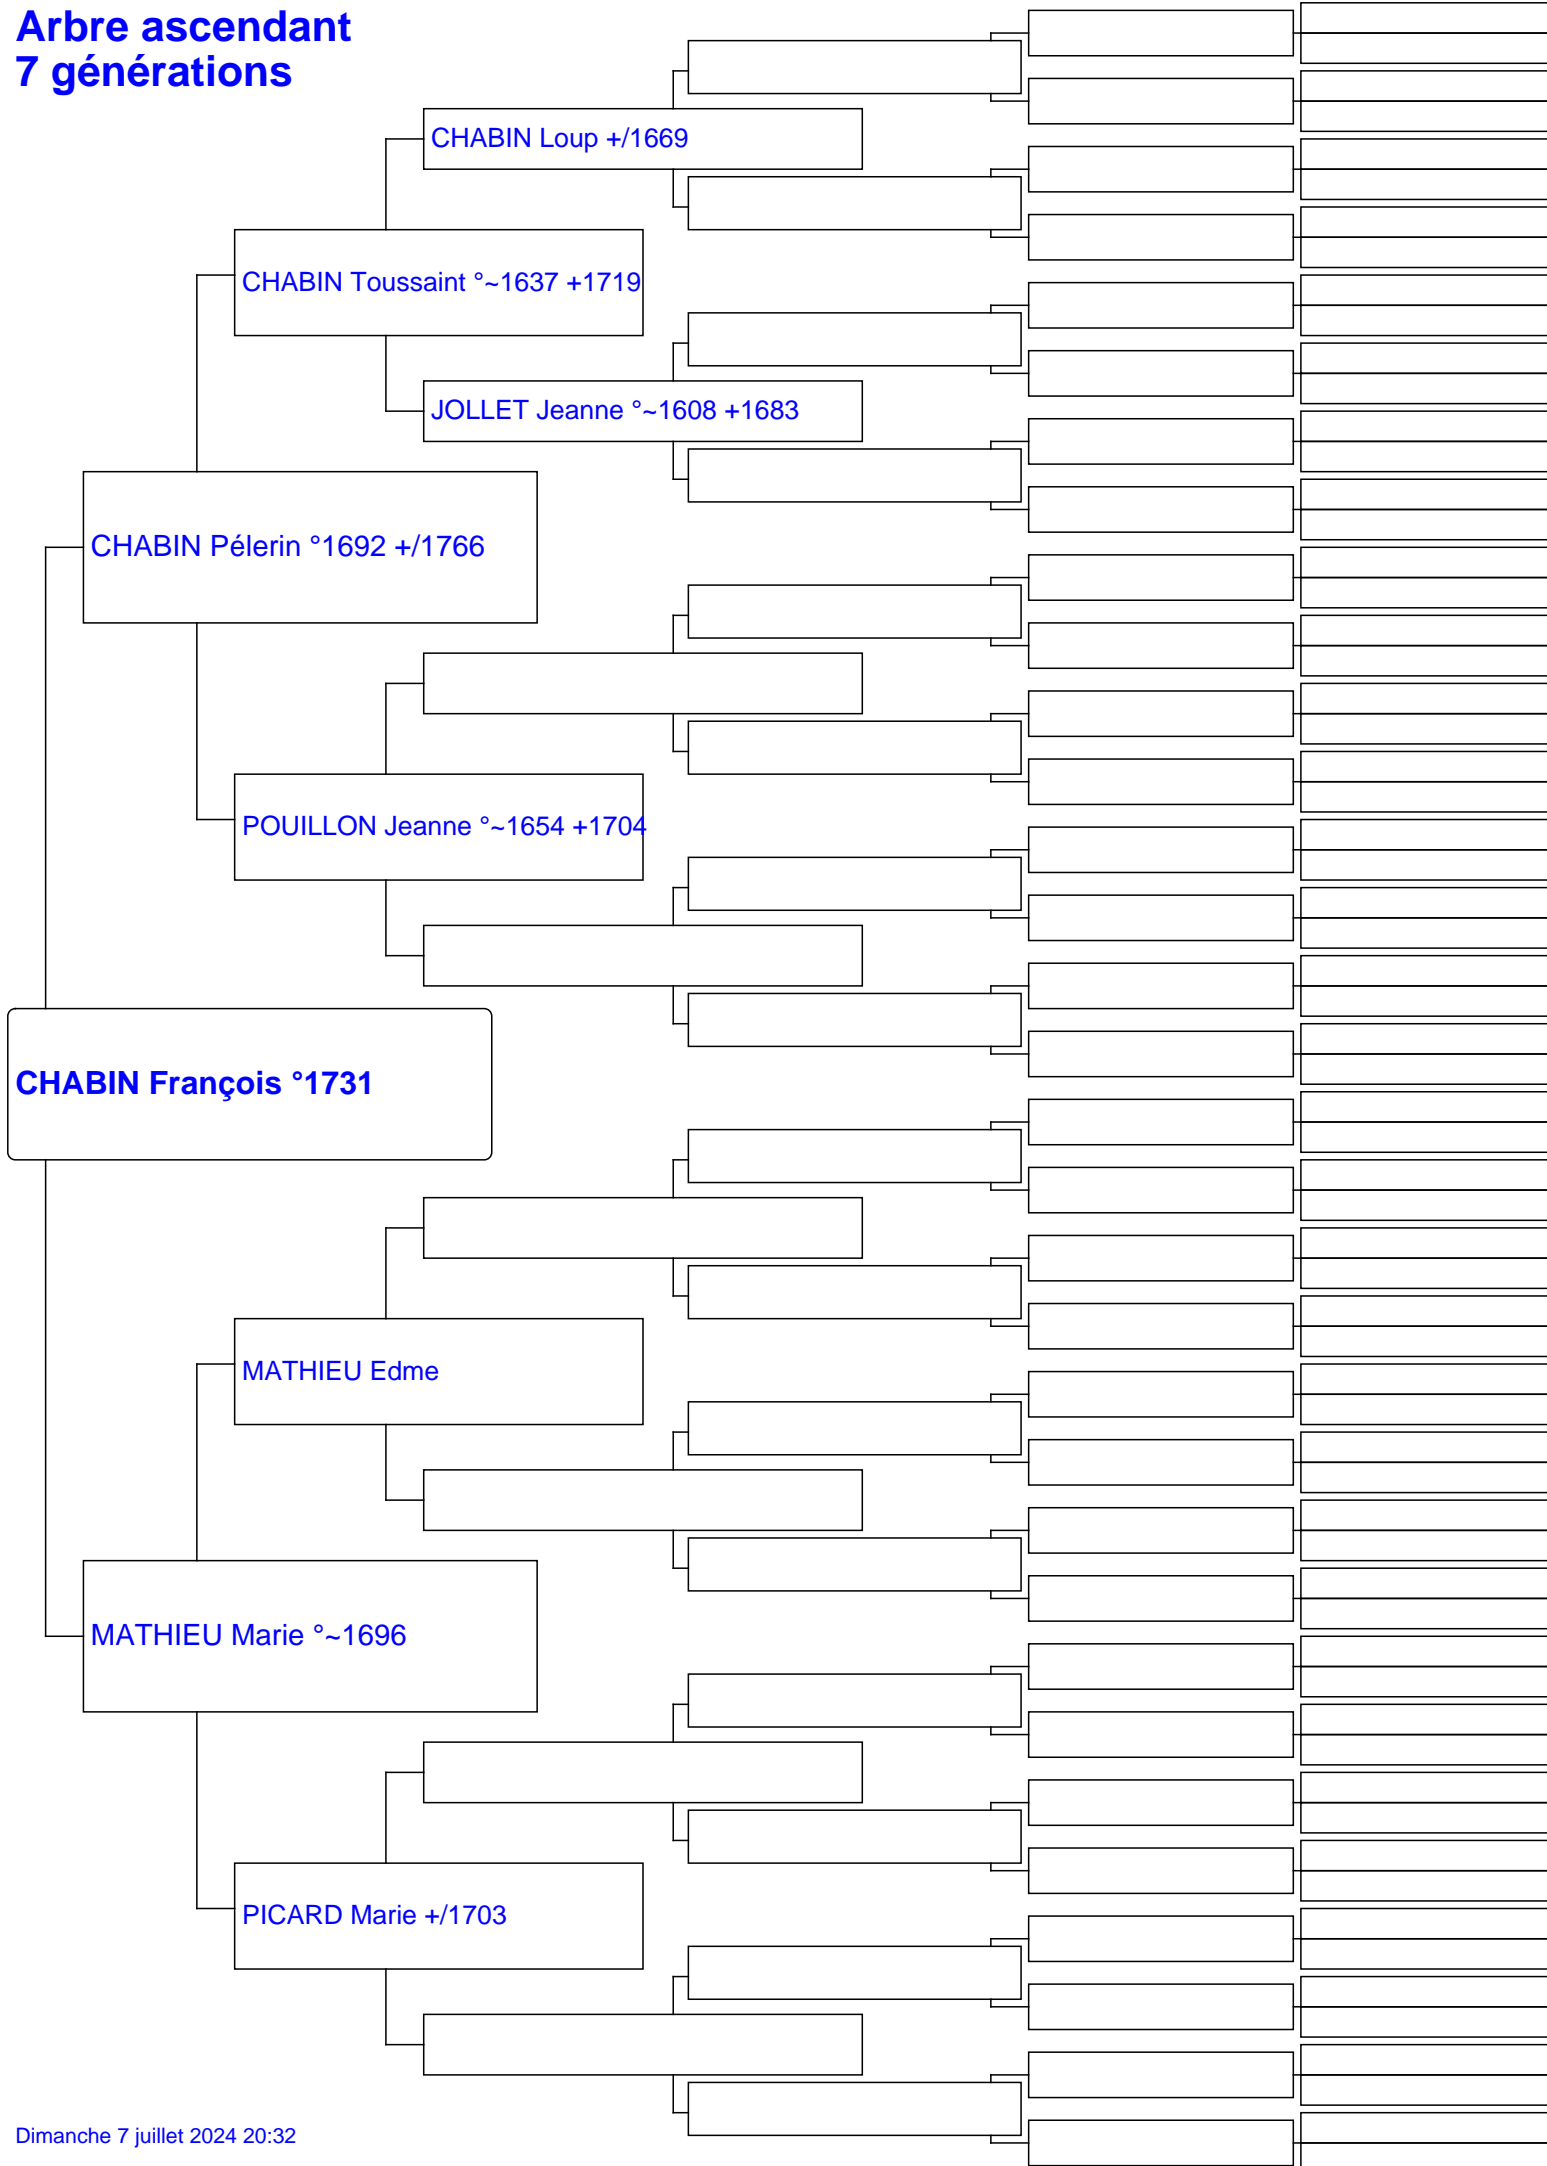 Arbre ascendant
7 générations
CHABIN Loup +/1669
CHABIN Toussaint °~1637 +1719
JOLLET Jeanne °~1608 +1683
CHABIN Pélerin °1692 +/1766
POUILLON Jeanne °~1654 +1704
CHABIN François °1731
MATHIEU Edme
MATHIEU Marie °~1696
PICARD Marie +/1703
Dimanche 7 juillet 2024 20:32